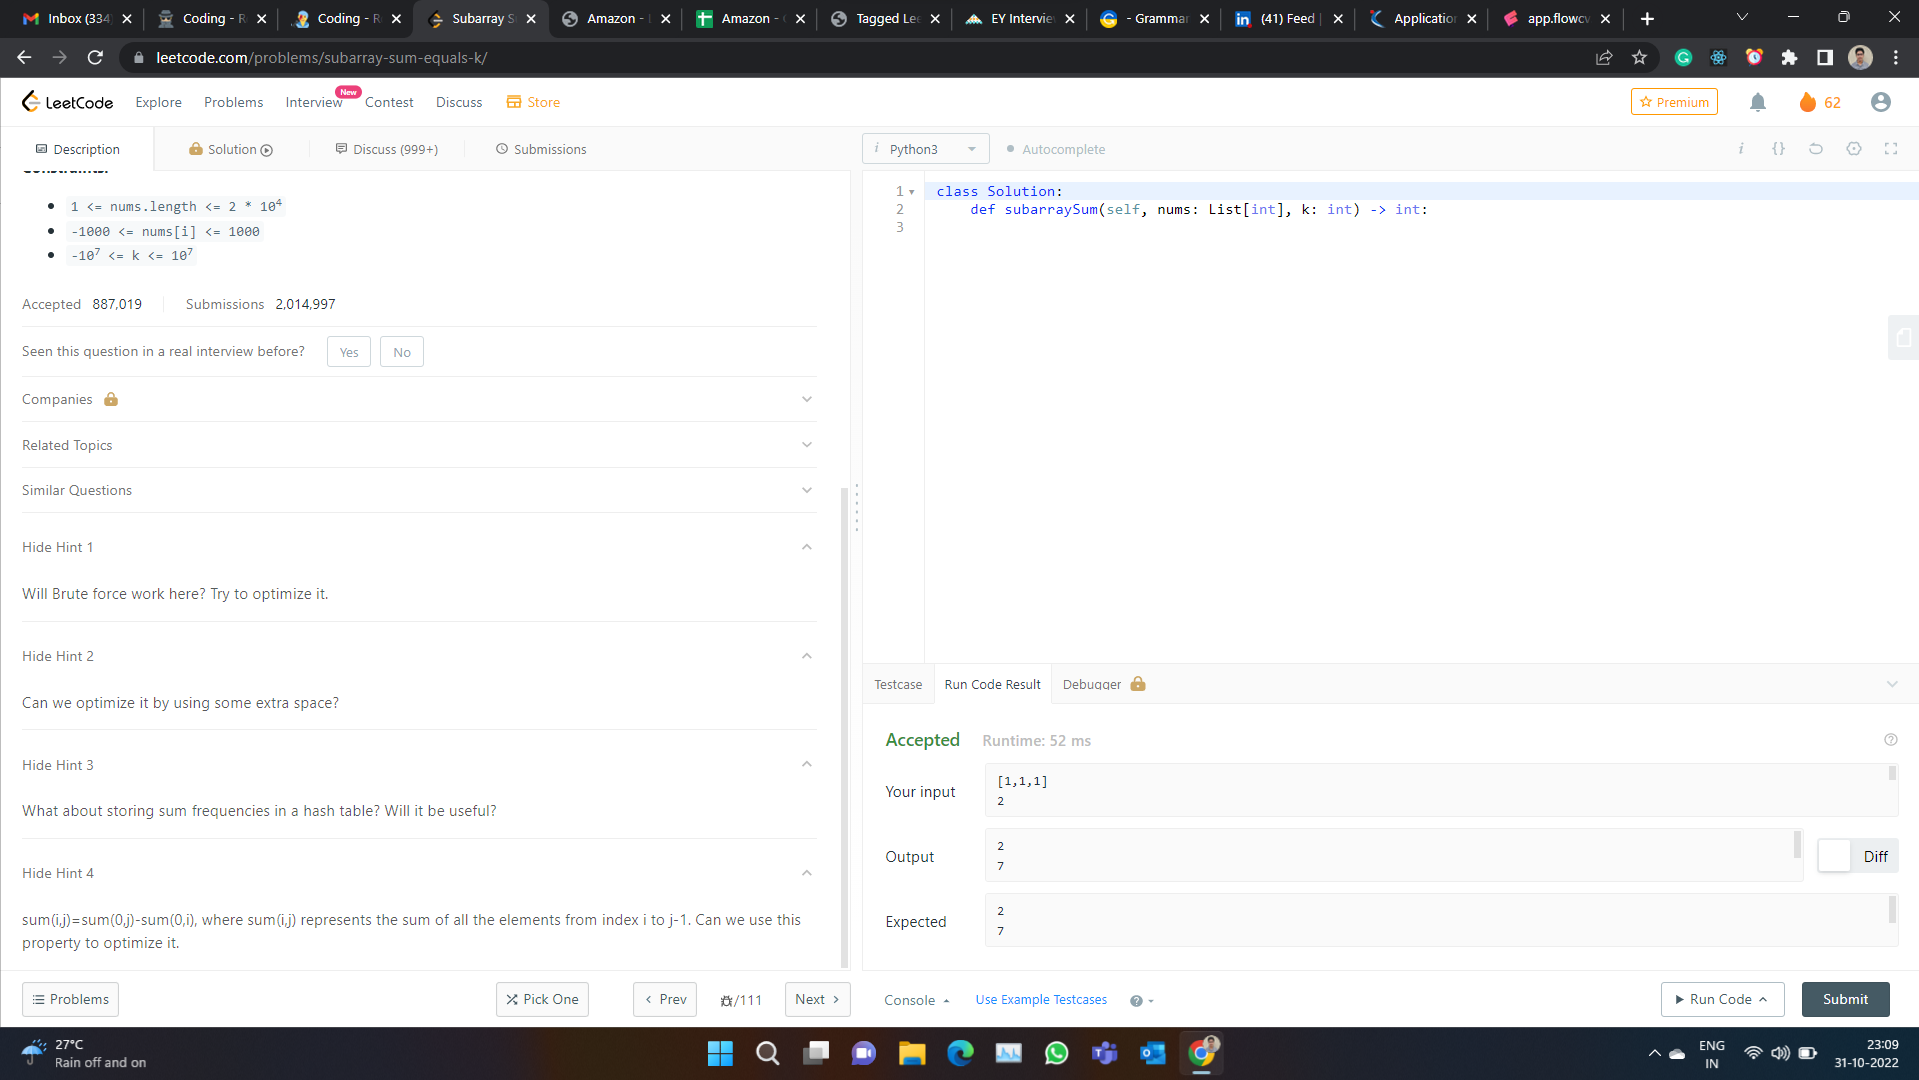 Inbox (334
Coding - R
Coding - R
Subarray S
Amazon -
Amazon -
Tagged Lee
EY Intervie
- Grammar
(41) Feed
Application
app.flowcv
leetcode.com/problems/subarray-sum-equals-k/
LeetCode
Explore
Problems
Interview
New
Contest
Discuss
Store
Premium
62
Description
Solution
Discuss (999+)
Submissions
Python3
Autocomplete
Constraints:
1 <= nums.length <= 2 * 10⁴
-1000 <= nums[i] <= 1000
-10⁷ <= k <= 10⁷
Accepted 887,019 Submissions 2,014,997
Seen this question in a real interview before? Yes No
Companies
Related Topics
Similar Questions
Hide Hint 1
Will Brute force work here? Try to optimize it.
Hide Hint 2
Can we optimize it by using some extra space?
Hide Hint 3
What about storing sum frequencies in a hash table? Will it be useful?
Hide Hint 4
sum(i,j)=sum(0,j)-sum(0,i), where sum(i,j) represents the sum of all the elements from index i to j-1. Can we use this
property to optimize it.
Problems
Pick One
Prev
/111
Next
1 class Solution:
2 def subarraySum(self, nums: List[int], k: int) -> int:
3
Testcase
Run Code Result
Debugger
Accepted Runtime: 52 ms
Your input
[1,1,1]
2
Output
2
7
Diff
Expected
2
7
Console
Use Example Testcases
Run Code
Submit
27°C
Rain off and on
ENG
IN
23:09
31-10-2022